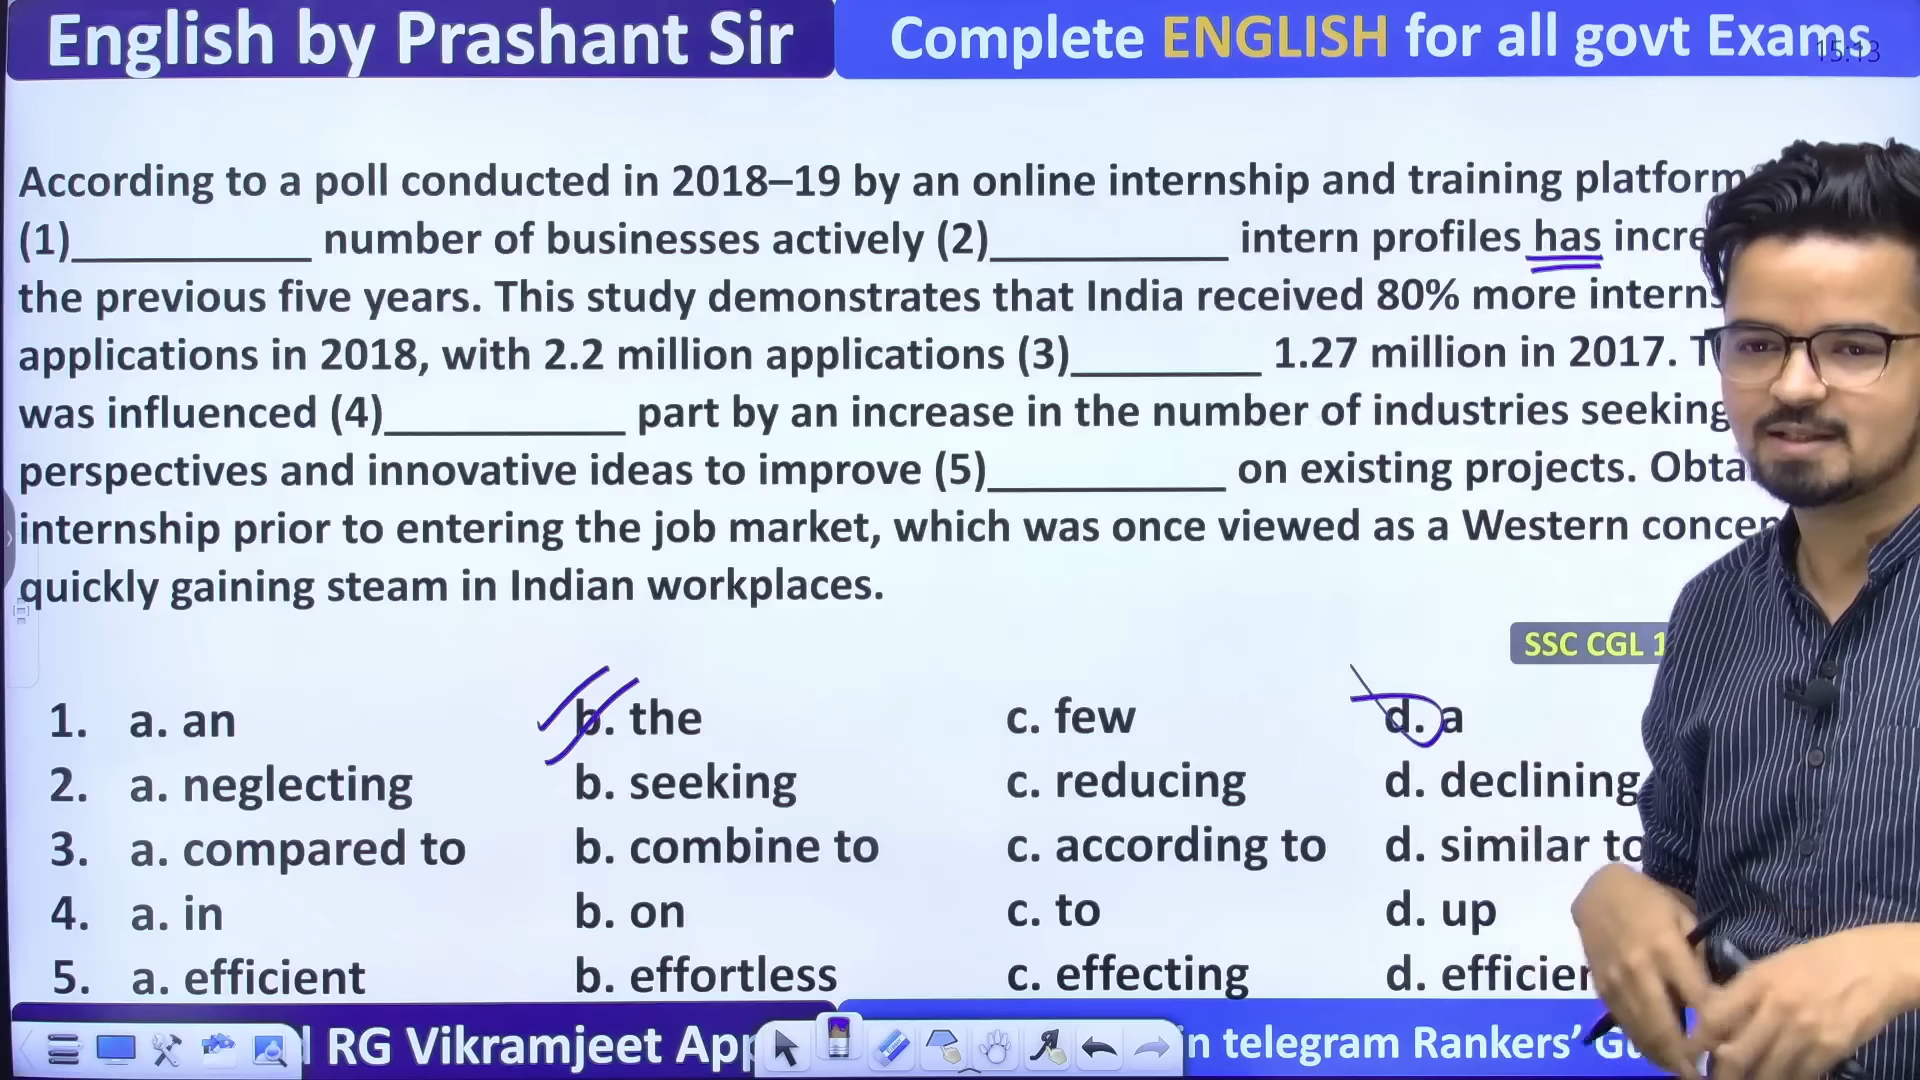 English by Prashant Sir
Complete ENGLISH for all govt Exams
15:13
According to a poll conducted in 2018–19 by an online internship and training platform
(1)__________ number of businesses actively (2)__________ intern profiles has incre
the previous five years. This study demonstrates that India received 80% more interns
applications in 2018, with 2.2 million applications (3)________ 1.27 million in 2017. T
was influenced (4)__________ part by an increase in the number of industries seeking
perspectives and innovative ideas to improve (5)__________ on existing projects. Obta
internship prior to entering the job market, which was once viewed as a Western concep
quickly gaining steam in Indian workplaces.
SSC CGL 1
1. a. an b. the c. few d. a
2. a. neglecting b. seeking c. reducing d. declining
3. a. compared to b. combine to c. according to d. similar to
4. a. in b. on c. to d. up
5. a. efficient b. effortless c. effecting d. efficien
RG Vikramjeet App
in telegram Rankers' Gu